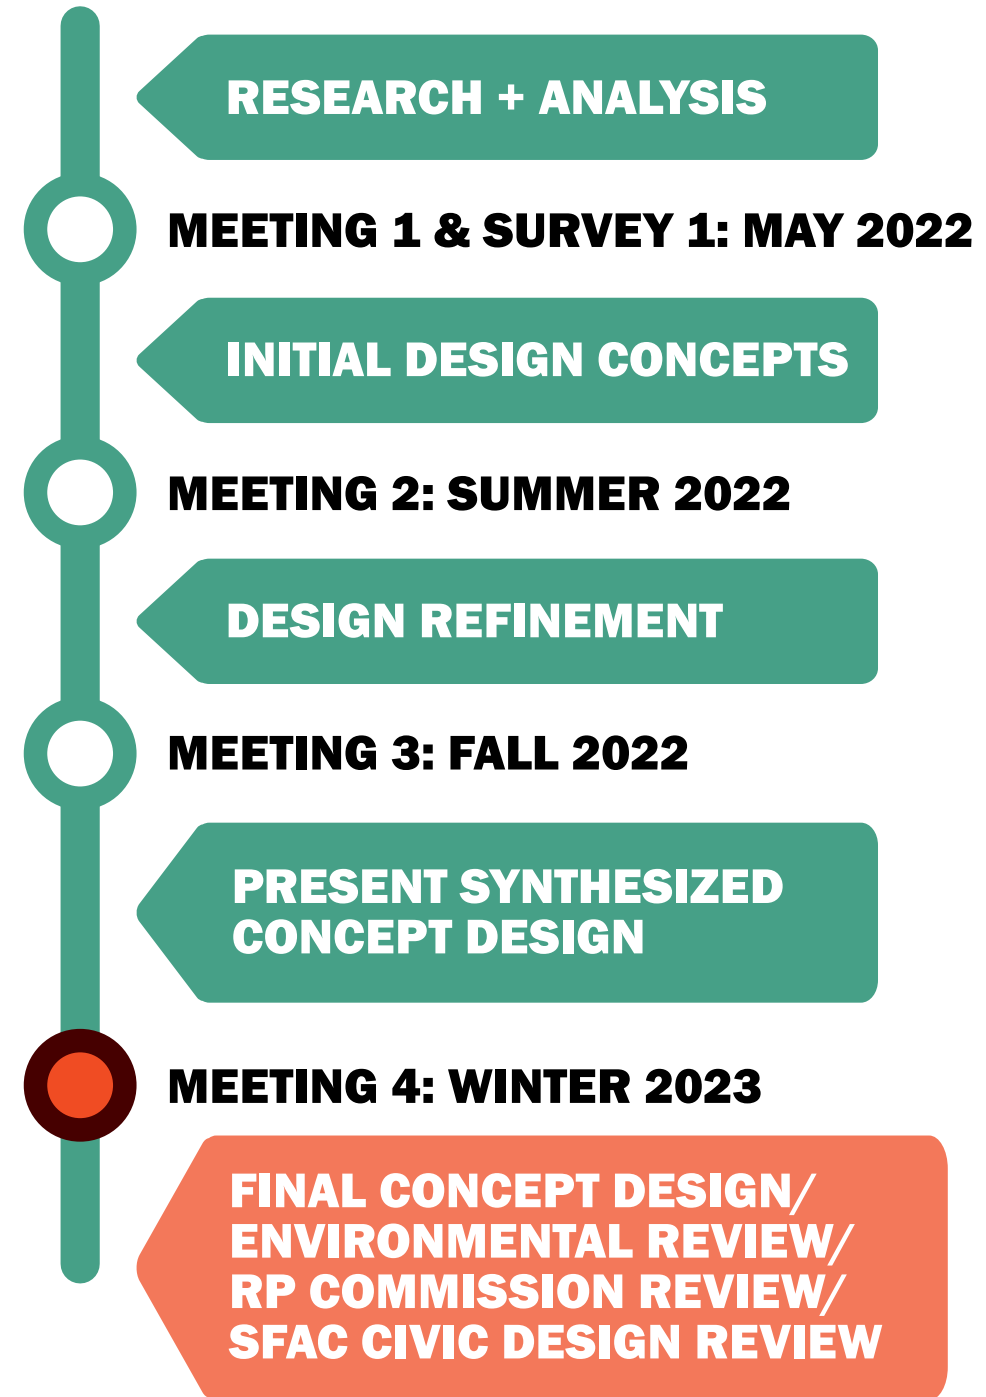 RESEARCH + ANALYSIS
MEETING 1 & SURVEY 1: MAY 2022
INITIAL DESIGN CONCEPTS
MEETING 2: SUMMER 2022
DESIGN REFINEMENT
MEETING 3: FALL 2022
PRESENT SYNTHESIZED
CONCEPT DESIGN
MEETING 4: WINTER 2023
FINAL CONCEPT DESIGN/
ENVIRONMENTAL REVIEW/
RP COMMISSION REVIEW/
SFAC CIVIC DESIGN REVIEW